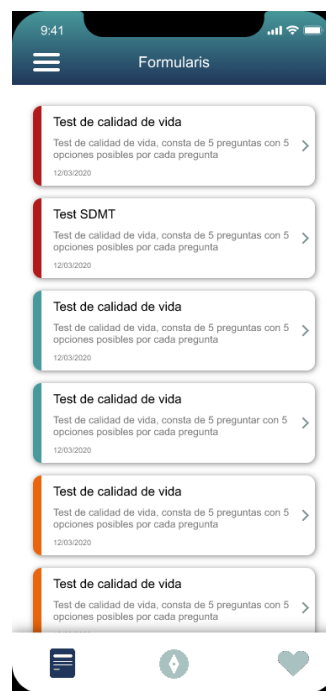 9:41
Formularis
Test de calidad de vida
Test de calidad de vida, consta de 5 preguntas con 5
opciones posibles por cada pregunta
12/03/2020
Test SDMT
Test de calidad de vida, consta de 5 preguntas con 5
opciones posibles por cada pregunta
12/03/2020
Test de calidad de vida
Test de calidad de vida, consta de 5 preguntas con 5
opciones posibles por cada pregunta
12/03/2020
Test de calidad de vida
Test de calidad de vida, consta de 5 preguntar con 5
opciones posibles por cada pregunta
12/03/2020
Test de calidad de vida
Test de calidad de vida, consta de 5 preguntas con 5
opciones posibles por cada pregunta
12/03/2020
Test de calidad de vida
Test de calidad de vida, consta de 5 preguntas con 5
opciones posibles por cada pregunta